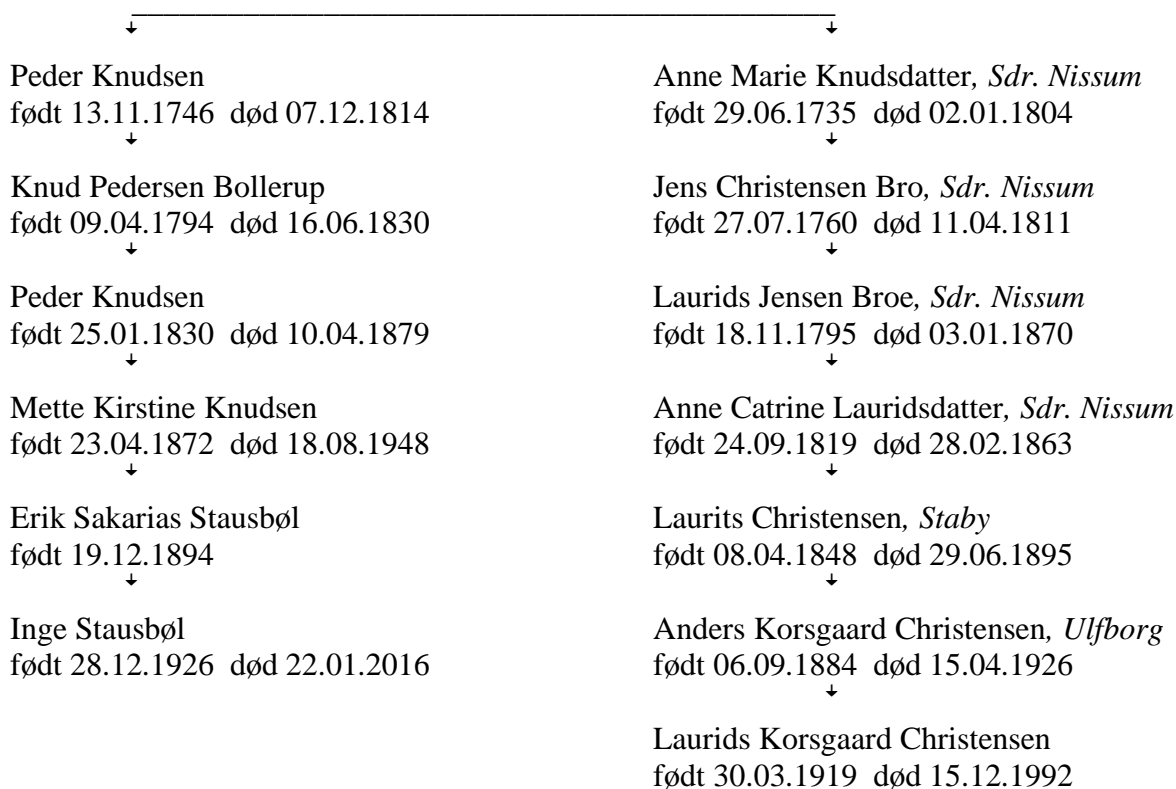 Peder Knudsen
født 13.11.1746 død 07.12.1814
Knud Pedersen Bollerup
født 09.04.1794 død 16.06.1830
Peder Knudsen
født 25.01.1830 død 10.04.1879
Mette Kirstine Knudsen
født 23.04.1872 død 18.08.1948
Erik Sakarias Stausbøl
født 19.12.1894
Inge Stausbøl
født 28.12.1926 død 22.01.2016
Anne Marie Knudsdatter, Sdr. Nissum
født 29.06.1735 død 02.01.1804
Jens Christensen Bro, Sdr. Nissum
født 27.07.1760 død 11.04.1811
Laurids Jensen Broe, Sdr. Nissum
født 18.11.1795 død 03.01.1870
Anne Catrine Lauridsdatter, Sdr. Nissum
født 24.09.1819 død 28.02.1863
Laurits Christensen, Staby
født 08.04.1848 død 29.06.1895
Anders Korsgaard Christensen, Ulfborg
født 06.09.1884 død 15.04.1926
Laurids Korsgaard Christensen
født 30.03.1919 død 15.12.1992